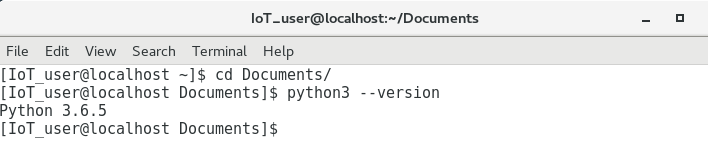 IoT_user@localhost:~/Documents
File Edit View Search Terminal Help
[IoT_user@localhost ~]$ cd Documents/
[IoT_user@localhost Documents]$ python3 --version
Python 3.6.5
[IoT_user@localhost Documents]$